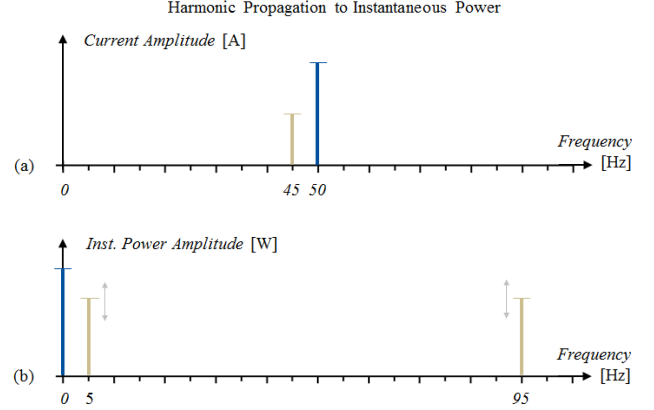 Harmonic Propagation to Instantaneous Power
Current Amplitude [A]
Frequency
[Hz]
(a)
0
45 50
Inst. Power Amplitude [W]
Frequency
[Hz]
(b)
0 5
95